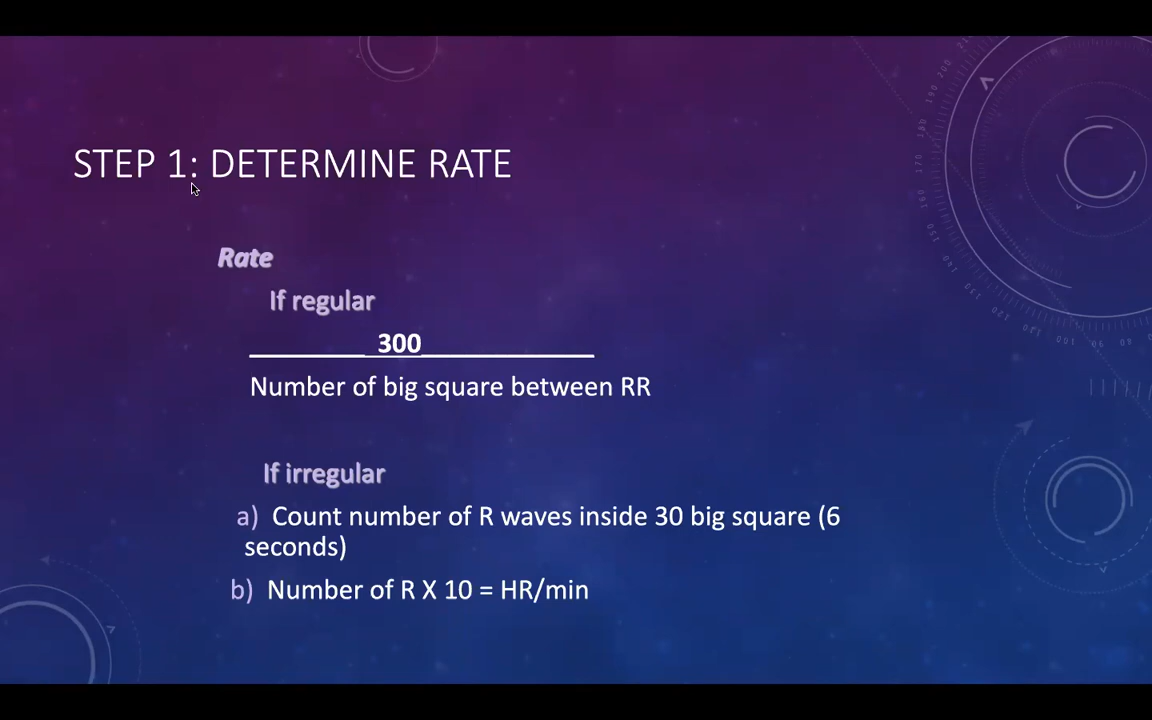 STEP 1: DETERMINE RATE
Rate
If regular
300
Number of big square between RR
If irregular
a) Count number of R waves inside 30 big square (6
seconds)
b) Number of R X 10 = HR/min